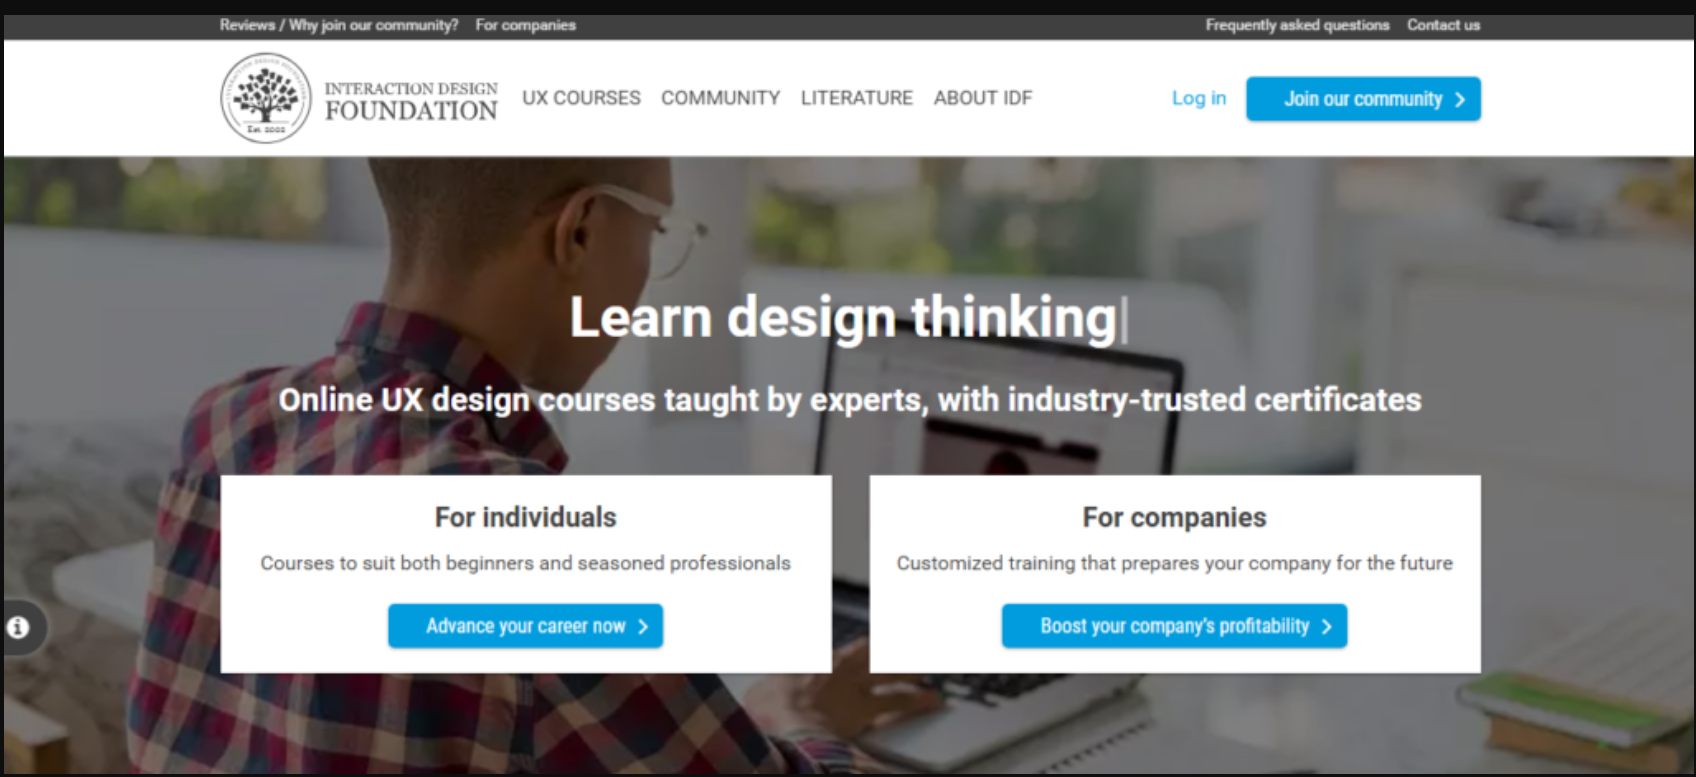 Reviews / Why join our community? For companies Frequently asked questions Contact us
INTERACTION DESIGN
FOUNDATION
Est. 2002
UX COURSES COMMUNITY LITERATURE ABOUT IDF Log in Join our community
Learn design thinking
Online UX design courses taught by experts, with industry-trusted certificates
For individuals
Courses to suit both beginners and seasoned professionals
Advance your career now
For companies
Customized training that prepares your company for the future
Boost your company's profitability